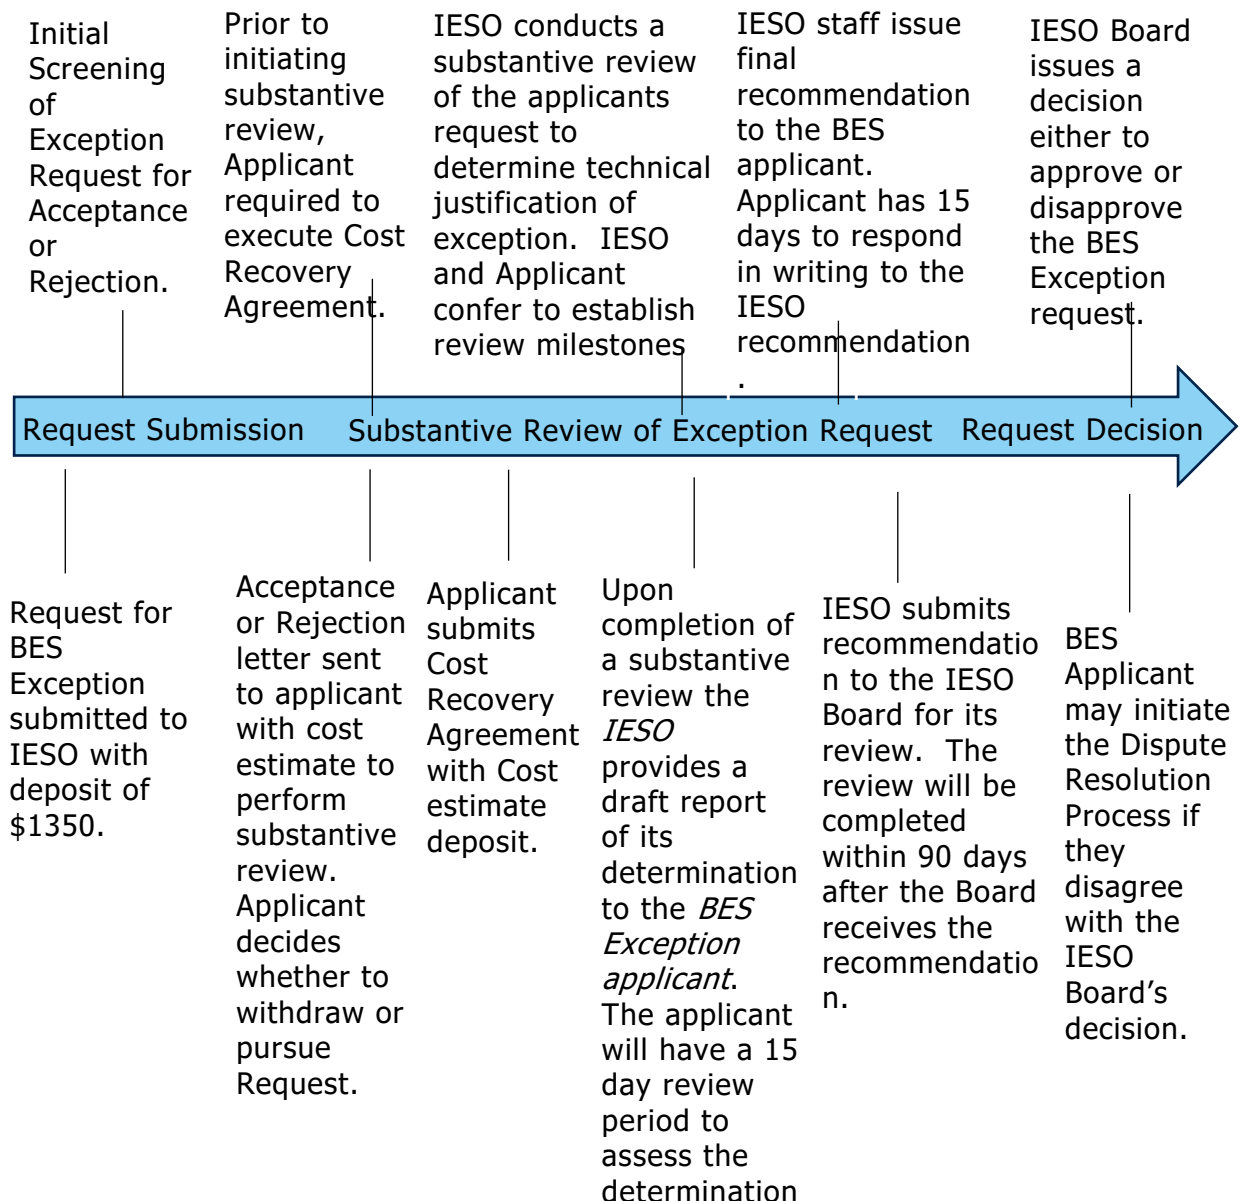 Initial
Screening
of
Exception
Request for
Acceptance
or
Rejection.
Prior to
initiating
substantive
review,
Applicant
required to
execute Cost
Recovery
Agreement.
IESO conducts a
substantive review
of the applicants
request to
determine technical
justification of
exception.  IESO
and Applicant
confer to establish
review milestones
IESO staff issue
final
recommendation
to the BES
applicant.
Applicant has 15
days to respond
in writing to the
IESO
recommendation
.
IESO Board
issues a
decision
either to
approve or
disapprove
the BES
Exception
request.
Request Submission
Substantive Review of Exception Request
Request Decision
Request for
BES
Exception
submitted to
IESO with
deposit of
$1350.
Acceptance
or Rejection
letter sent
to applicant
with cost
estimate to
perform
substantive
review.
Applicant
decides
whether to
withdraw or
pursue
Request.
Applicant
submits
Cost
Recovery
Agreement
with Cost
estimate
deposit.
Upon
completion of
a substantive
review the
IESO
provides a
draft report
of its
determination
to the BES
Exception
applicant.
The applicant
will have a 15
day review
period to
assess the
determination
IESO submits
recommendatio
n to the IESO
Board for its
review.  The
review will be
completed
within 90 days
after the Board
receives the
recommendatio
n.
BES
Applicant
may initiate
the Dispute
Resolution
Process if
they
disagree
with the
IESO
Board’s
decision.